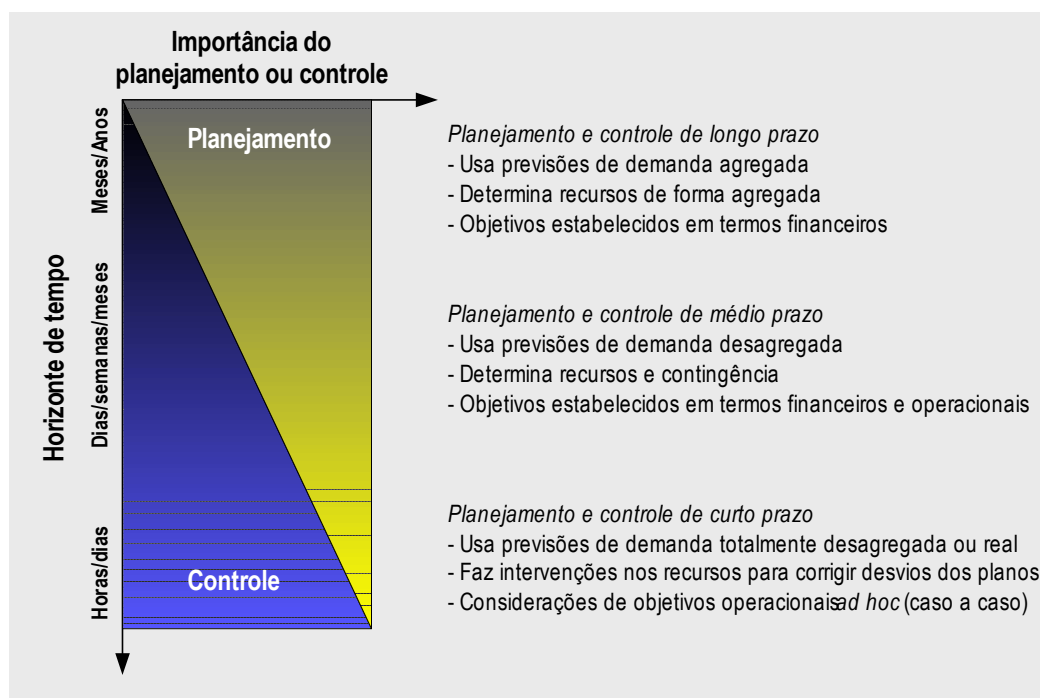 Importância do
planejamento ou controle
Horizonte de tempo
Meses/Anos
Dias/semanas/meses
Horas/dias
Planejamento
Controle
Planejamento e controle de longo prazo
- Usa previsões de demanda agregada
- Determina recursos de forma agregada
- Objetivos estabelecidos em termos financeiros
Planejamento e controle de médio prazo
- Usa previsões de demanda desagregada
- Determina recursos e contingência
- Objetivos estabelecidos em termos financeiros e operacionais
Planejamento e controle de curto prazo
- Usa previsões de demanda totalmente desagregada ou real
- Faz intervenções nos recursos para corrigir desvios dos planos
- Considerações de objetivos operacionais ad hoc (caso a caso)